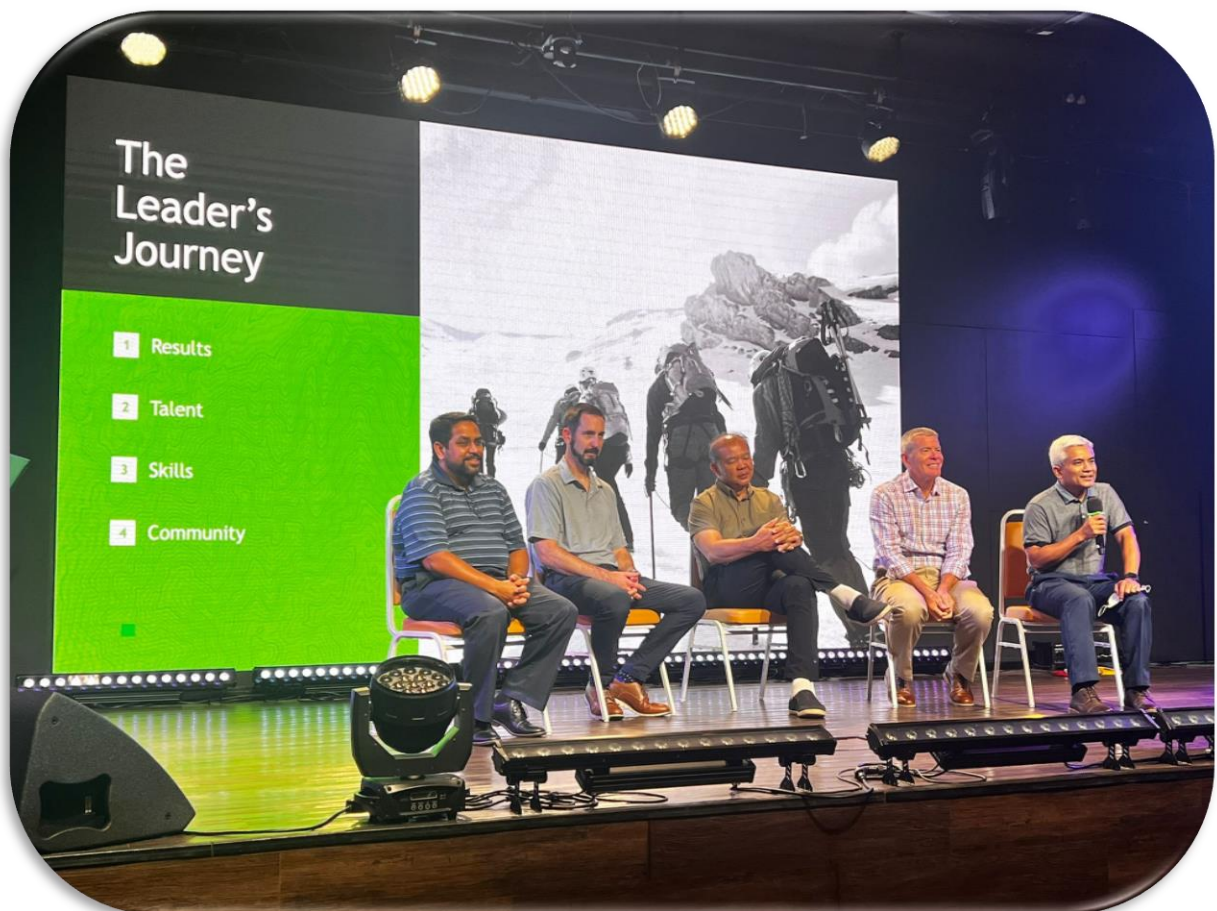 The
Leader’s
Journey
1 Results
2 Talent
3 Skills
4 Community